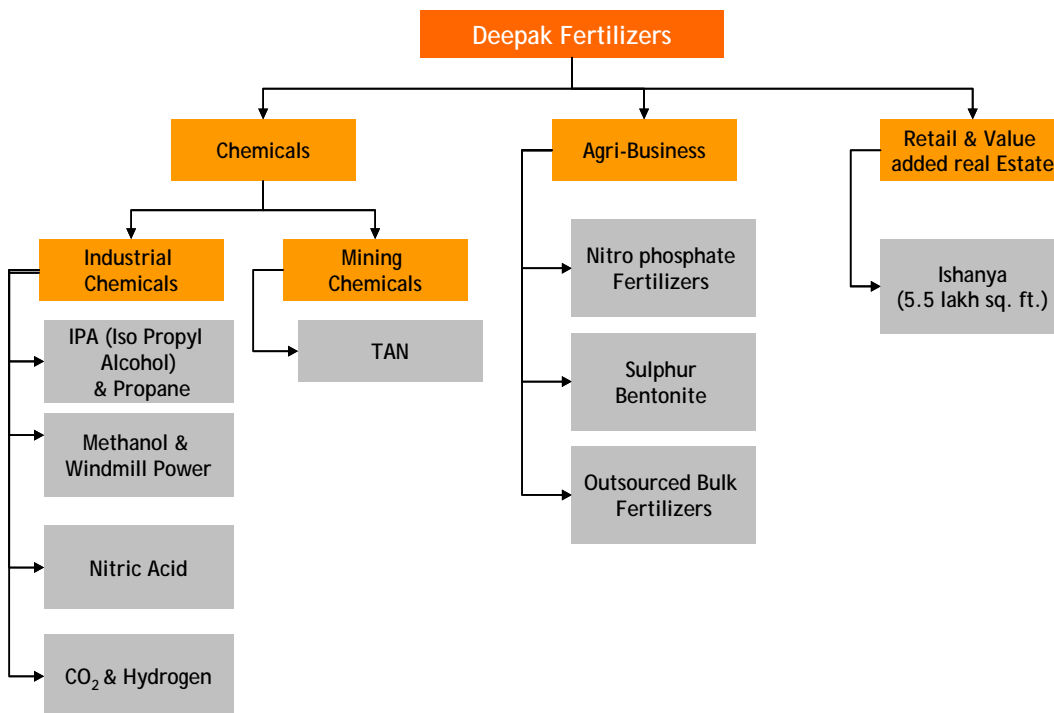 Deepak Fertilizers
Chemicals
Agri-Business
Retail & Value
added real Estate
Industrial
Chemicals
Mining
Chemicals
IPA (Iso Propyl
Alcohol)
& Propane
Methanol &
Windmill Power
Nitric Acid
CO₂ & Hydrogen
TAN
Nitro phosphate
Fertilizers
Sulphur
Bentonite
Outsourced Bulk
Fertilizers
Ishanya
(5.5 lakh sq. ft.)